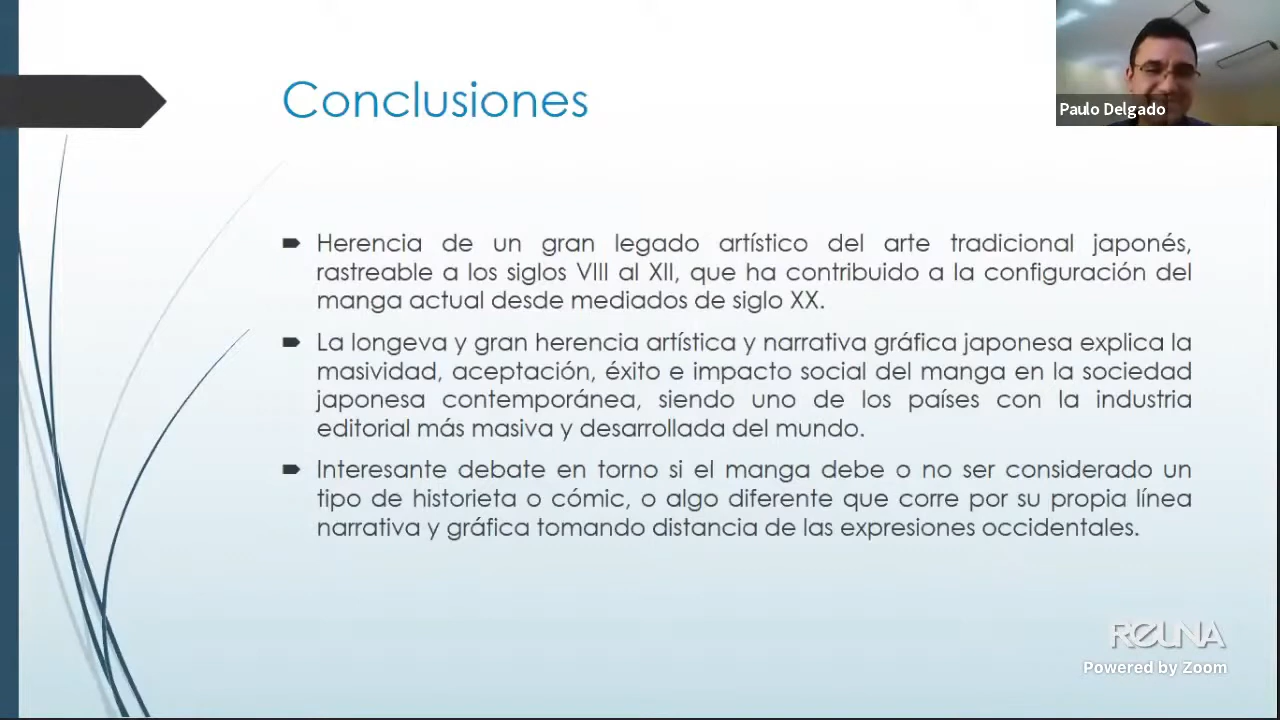 Conclusiones
Paulo Delgado
Herencia de un gran legado artístico del arte tradicional japonés,
rastreable a los siglos VIII al XII, que ha contribuido a la configuración del
manga actual desde mediados de siglo XX.
La longeva y gran herencia artística y narrativa gráfica japonesa explica la
masividad, aceptación, éxito e impacto social del manga en la sociedad
japonesa contemporánea, siendo uno de los países con la industria
editorial más masiva y desarrollada del mundo.
Interesante debate en torno si el manga debe o no ser considerado un
tipo de historieta o cómic, o algo diferente que corre por su propia línea
narrativa y gráfica tomando distancia de las expresiones occidentales.
REUNA
Powered by Zoom